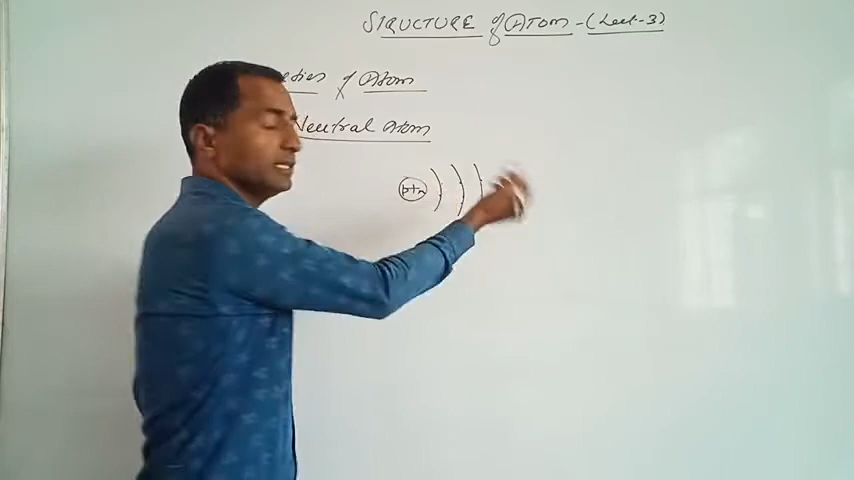 STRUCTURE of ATOM - (Lect-3)
of Atom
Neutral Atom
p+n